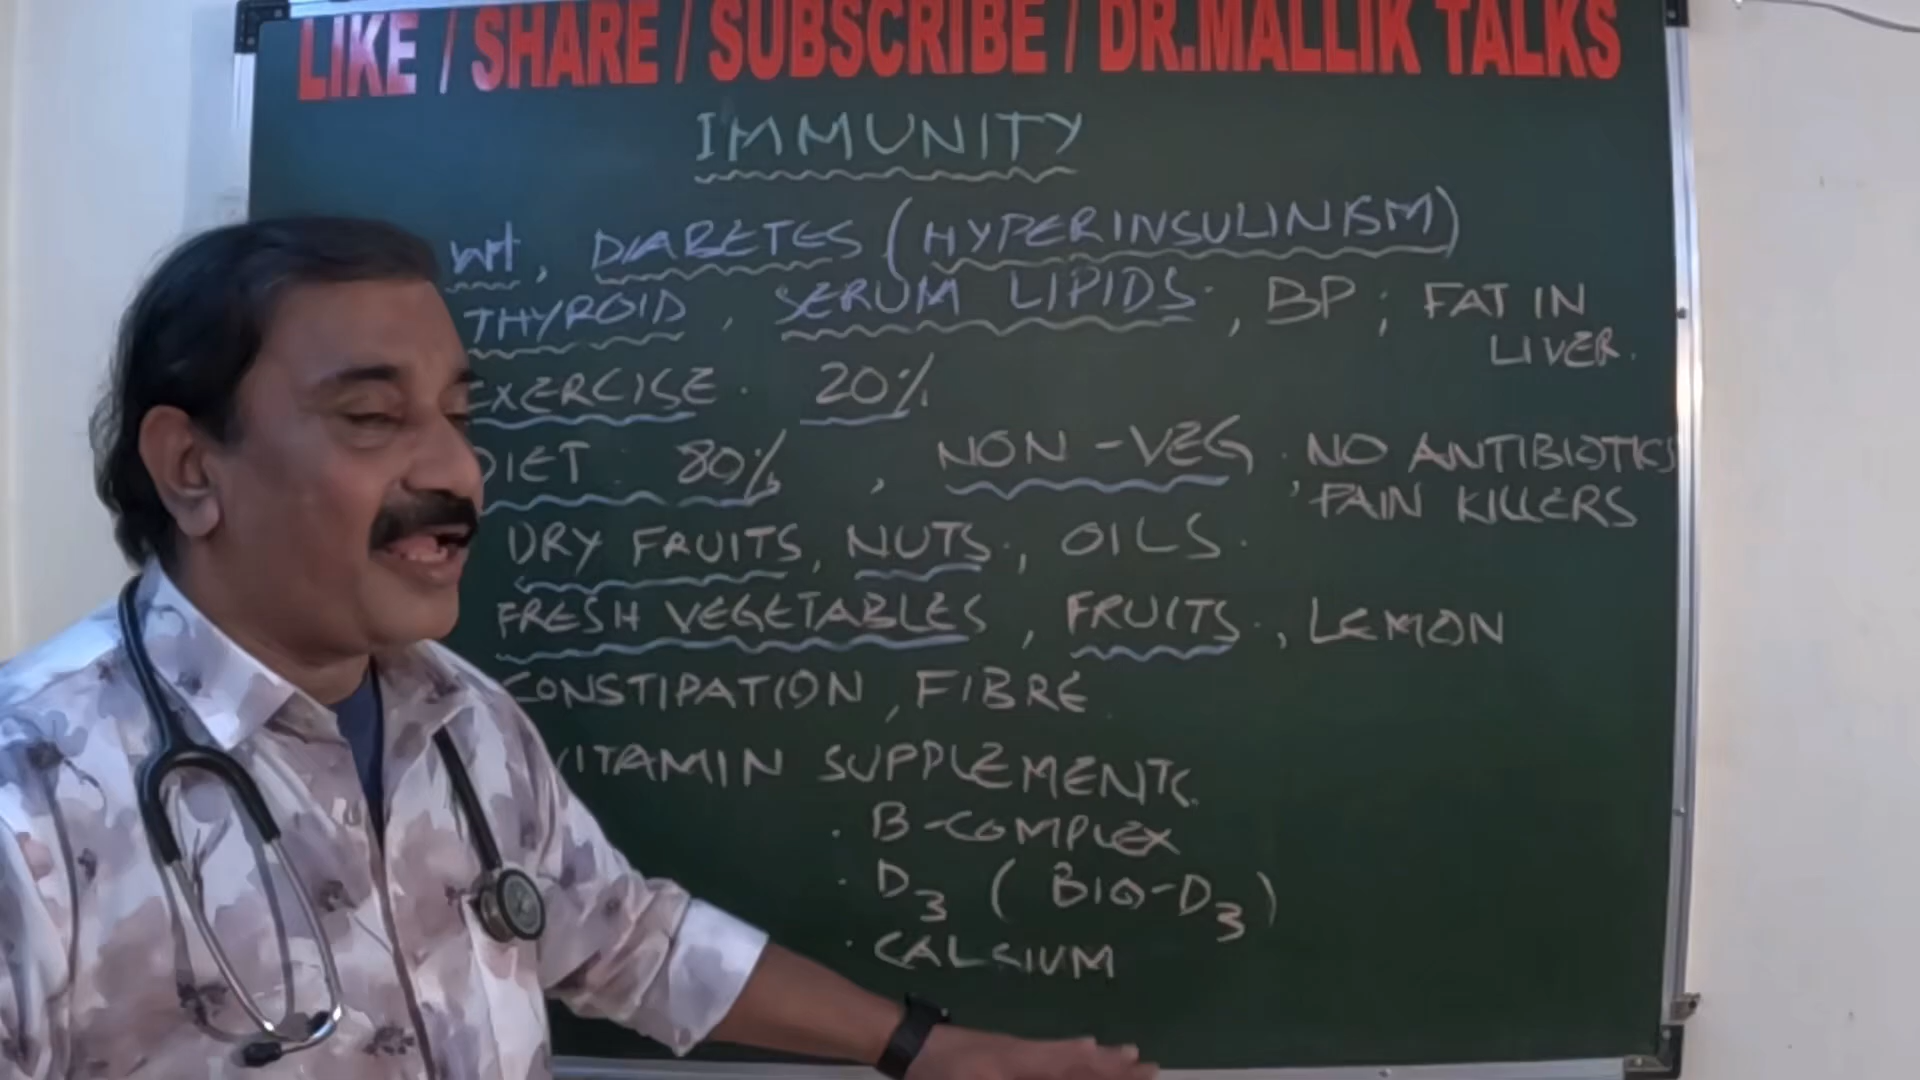 LIKE / SHARE / SUBSCRIBE / DR.MALLIK TALKS
IMMUNITY
WT, DIABETES (HYPERINSULINISM)
THYROID, SERUM LIPIDS, BP; FAT IN
LIVER.
EXERCISE. 20%
DIET : 80%, NON-VEG. NO ANTIBIOTICS
, PAIN KILLERS
DRY FRUITS, NUTS., OILS.
FRESH VEGETABLES, FRUITS., LEMON
CONSTIPATION, FIBRE
VITAMIN SUPPLEMENTS.
. B-COMPLEX
. D3 (BIO-D3)
. CALCIUM